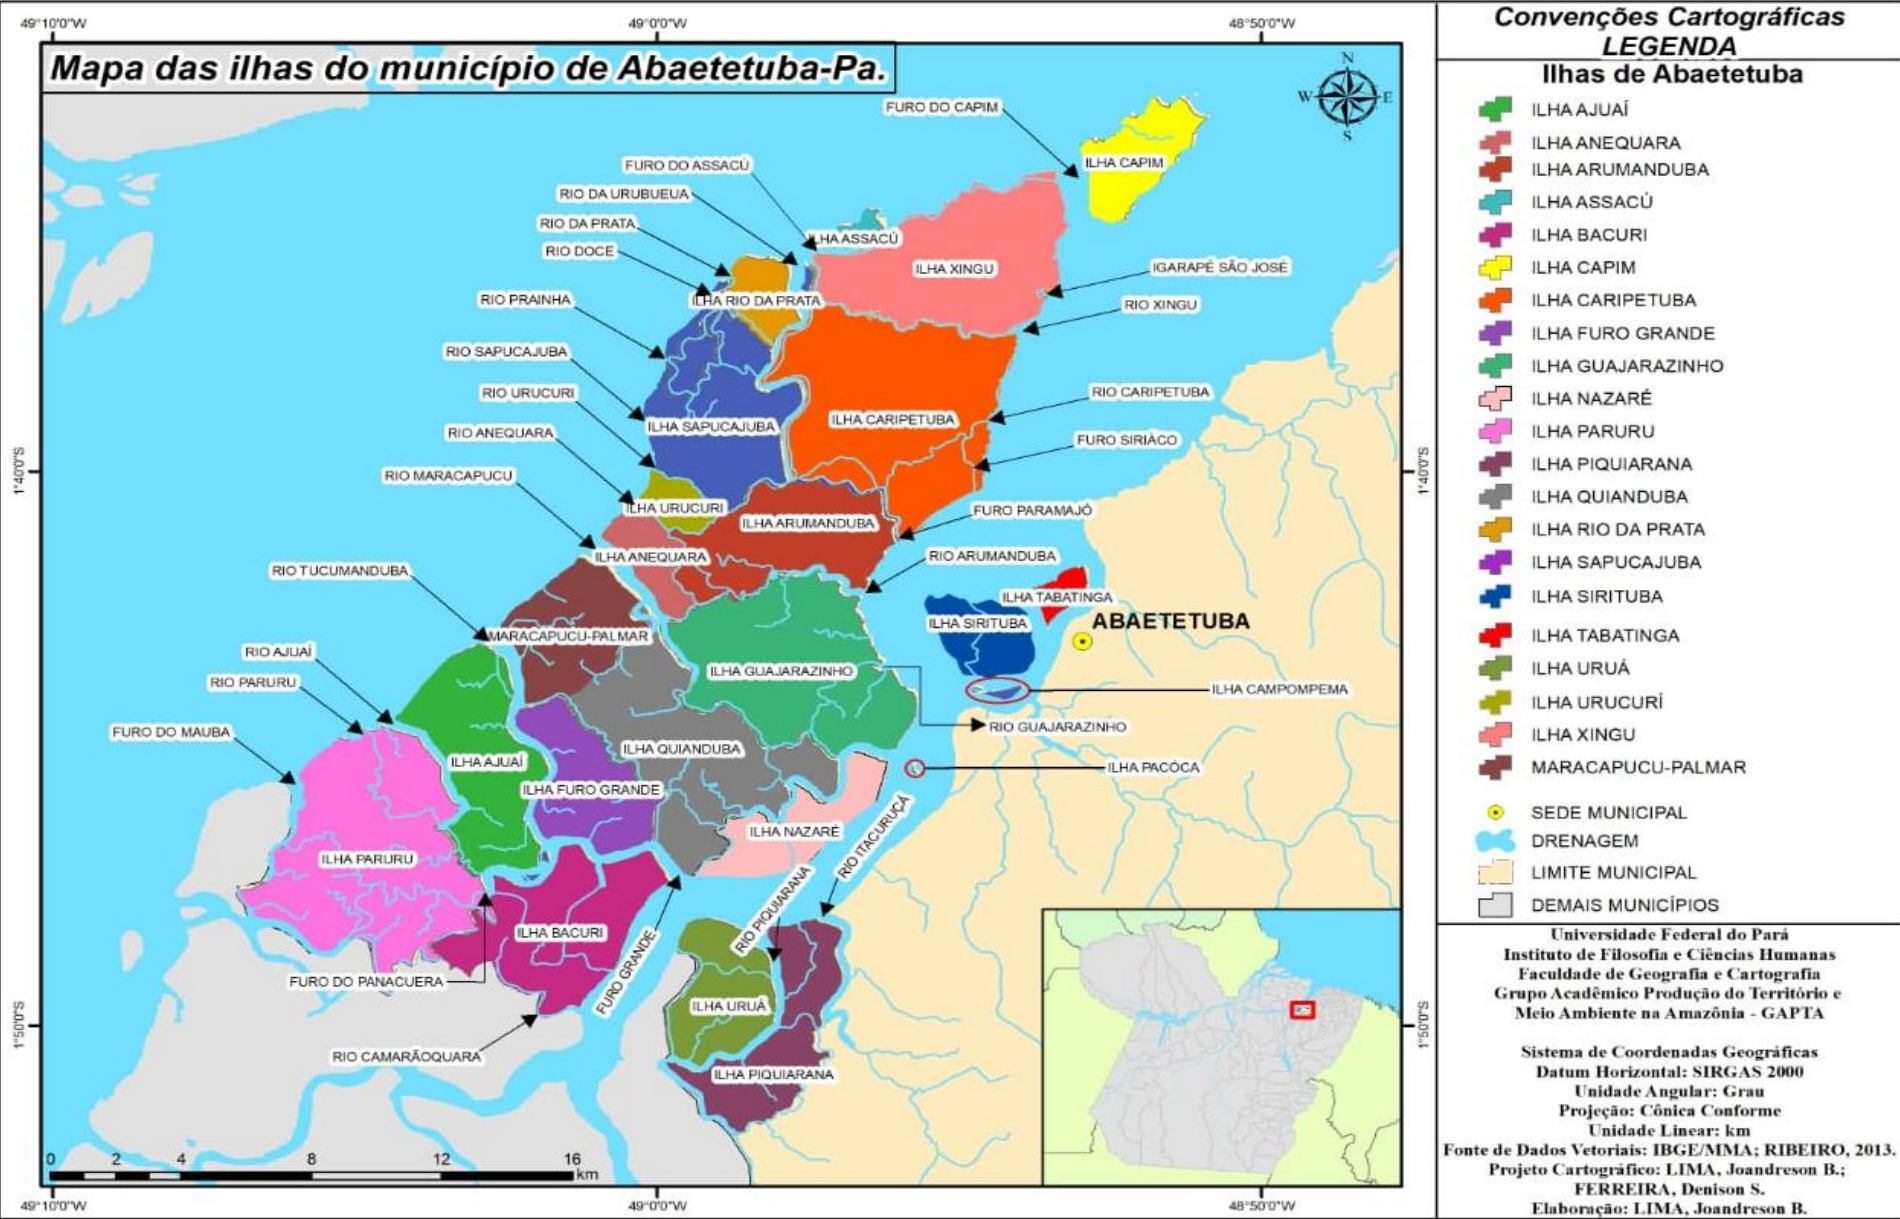 49°10'0"W
49°0'0"W
48°50'0"W
Mapa das ilhas do município de Abaetetuba-Pa.
N
W
E
S
FURO DO CAPIM
ILHA CAPIM
FURO DO ASSACÚ
RIO DA URUBUEUA
RIO DA PRATA
ILHA ASSACÚ
RIO DOCE
ILHA XINGU
IGARAPÉ SÃO JOSÉ
RIO PRAINHA
ILHA RIO DA PRATA
RIO XINGU
RIO SAPUCAJUBA
RIO URUCURI
RIO CARIPETUBA
ILHA CARIPETUBA
ILHA SAPUCAJUBA
RIO ANEQUARA
FURO SIRIÁCO
1°40'0"S
1°40'0"S
RIO MARACAPUCU
ILHA URUCURI
FURO PARAMAJÓ
ILHA ARUMANDUBA
ILHA ANEQUARA
RIO ARUMANDUBA
RIO TUCUMANDUBA
ILHA TABATINGA
ILHA SIRITUBA
ABAETETUBA
MARACAPUCU-PALMAR
RIO AJUAÍ
ILHA GUAJARAZINHO
RIO PARURU
ILHA CAMPOMPEMA
RIO GUAJARAZINHO
FURO DO MAUBA
ILHA QUIANDUBA
ILHA AJUAÍ
ILHA PACÓCA
ILHA FURO GRANDE
ILHA NAZARÉ
RIO ITACURUÇÁ
ILHA PARURU
RIO PIQUIARANA
ILHA BACURI
FURO GRANDE
FURO DO PANACUERA
ILHA URUÁ
1°50'0"S
1°50'0"S
RIO CAMARÃOQUARA
ILHA PIQUIARANA
0 2 4 8 12 16
km
49°10'0"W
49°0'0"W
48°50'0"W
Convenções Cartográficas
LEGENDA
Ilhas de Abaetetuba
ILHA AJUAÍ
ILHA ANEQUARA
ILHA ARUMANDUBA
ILHA ASSACÚ
ILHA BACURI
ILHA CAPIM
ILHA CARIPETUBA
ILHA FURO GRANDE
ILHA GUAJARAZINHO
ILHA NAZARÉ
ILHA PARURU
ILHA PIQUIARANA
ILHA QUIANDUBA
ILHA RIO DA PRATA
ILHA SAPUCAJUBA
ILHA SIRITUBA
ILHA TABATINGA
ILHA URUÁ
ILHA URUCURÍ
ILHA XINGU
MARACAPUCU-PALMAR
SEDE MUNICIPAL
DRENAGEM
LIMITE MUNICIPAL
DEMAIS MUNICÍPIOS
Universidade Federal do Pará
Instituto de Filosofia e Ciências Humanas
Faculdade de Geografia e Cartografia
Grupo Acadêmico Produção do Território e
Meio Ambiente na Amazônia - GAPTA
Sistema de Coordenadas Geográficas
Datum Horizontal: SIRGAS 2000
Unidade Angular: Grau
Projeção: Cônica Conforme
Unidade Linear: km
Fonte de Dados Vetoriais: IBGE/MMA; RIBEIRO, 2013.
Projeto Cartográfico: LIMA, Joandreson B.;
FERREIRA, Denison S.
Elaboração: LIMA, Joandreson B.